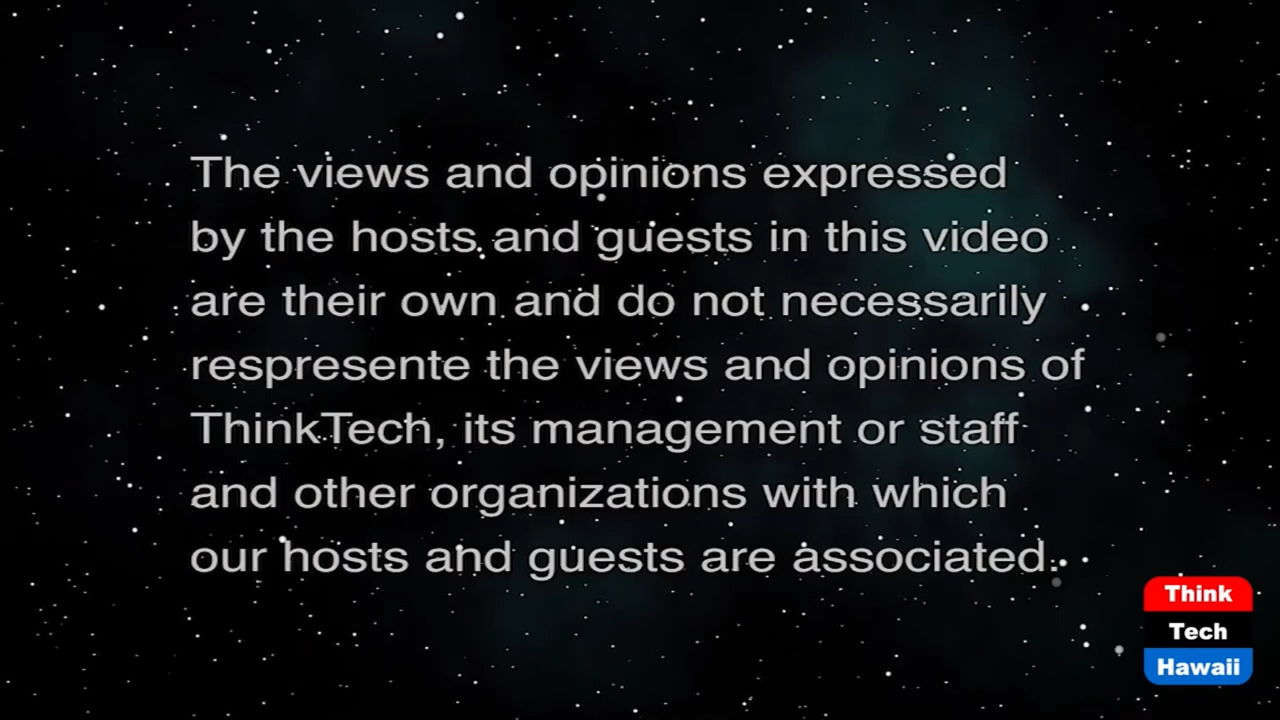 The views and opinions expressed
by the hosts and guests in this video
are their own and do not necessarily
respresente the views and opinions of
ThinkTech, its management or staff
and other organizations with which
our hosts and guests are associated.
Think
Tech
Hawaii